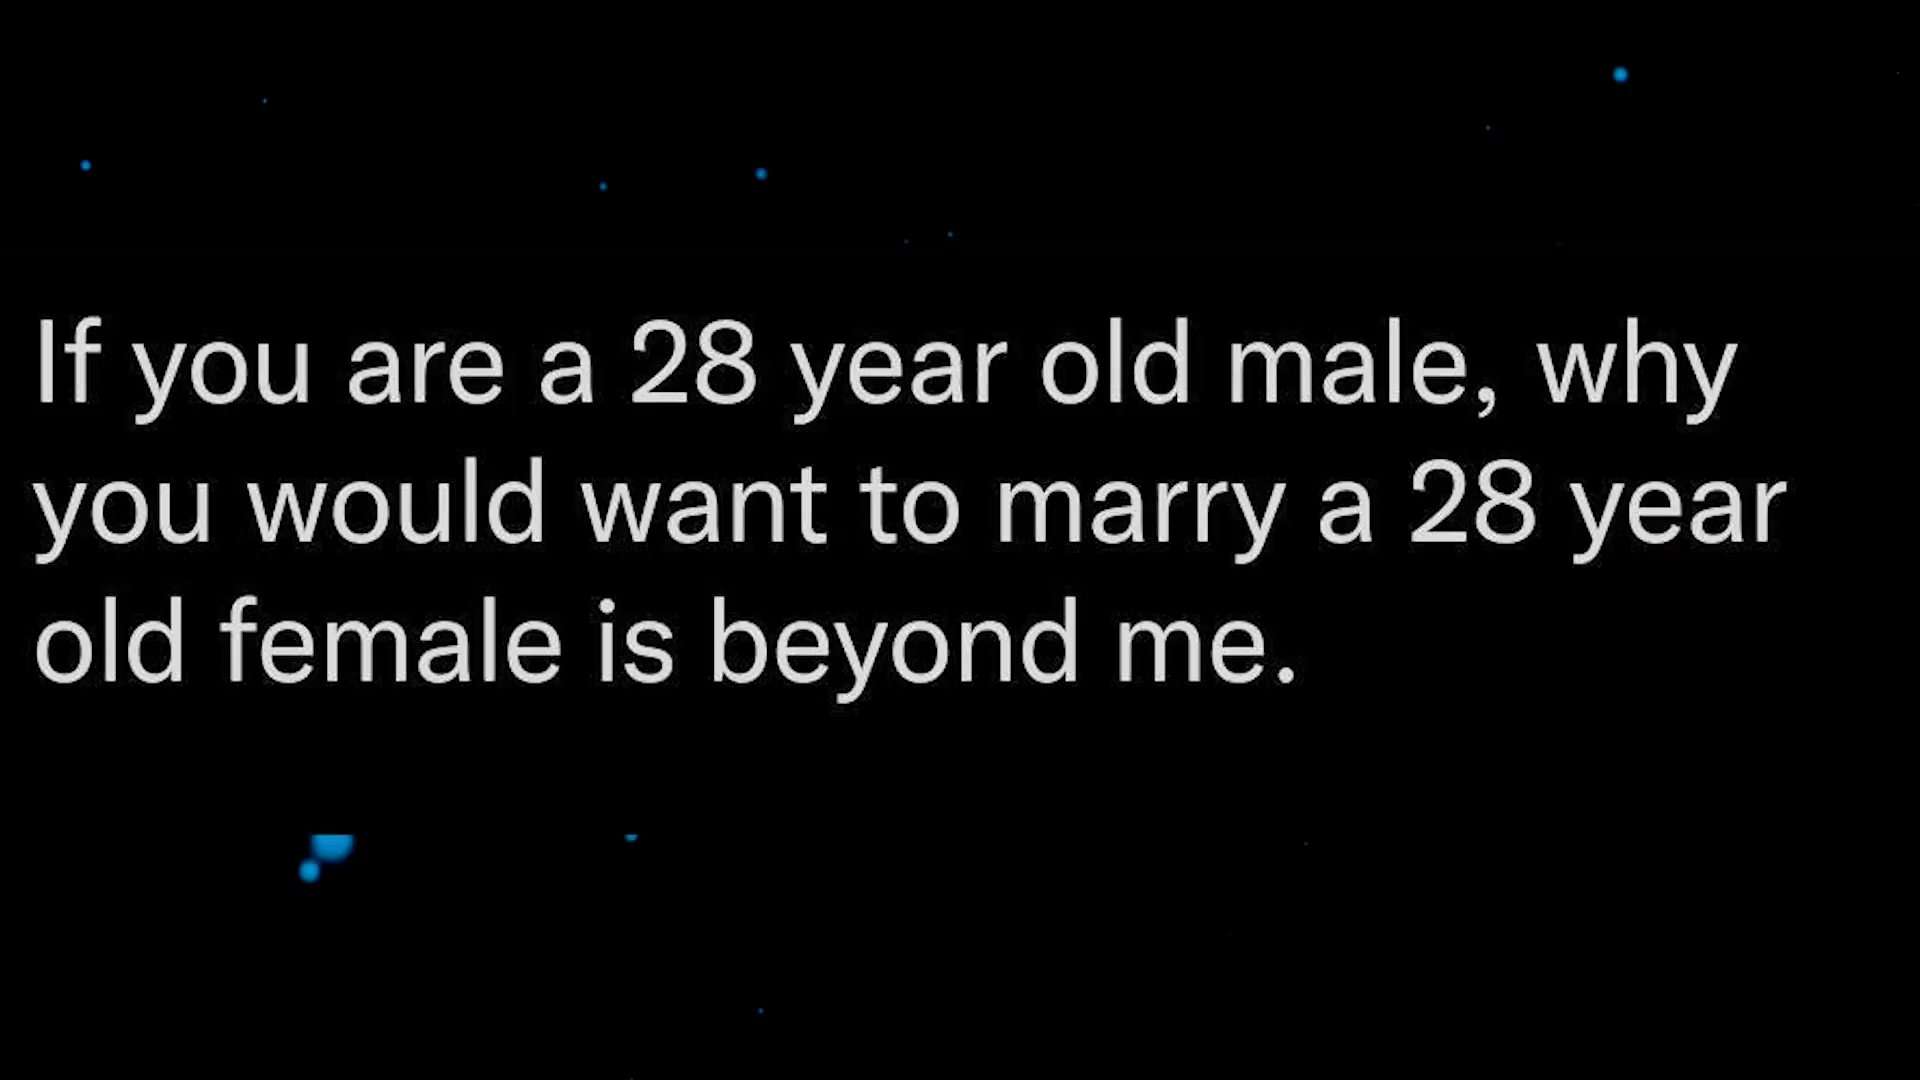 If you are a 28 year old male, why
you would want to marry a 28 year
old female is beyond me.